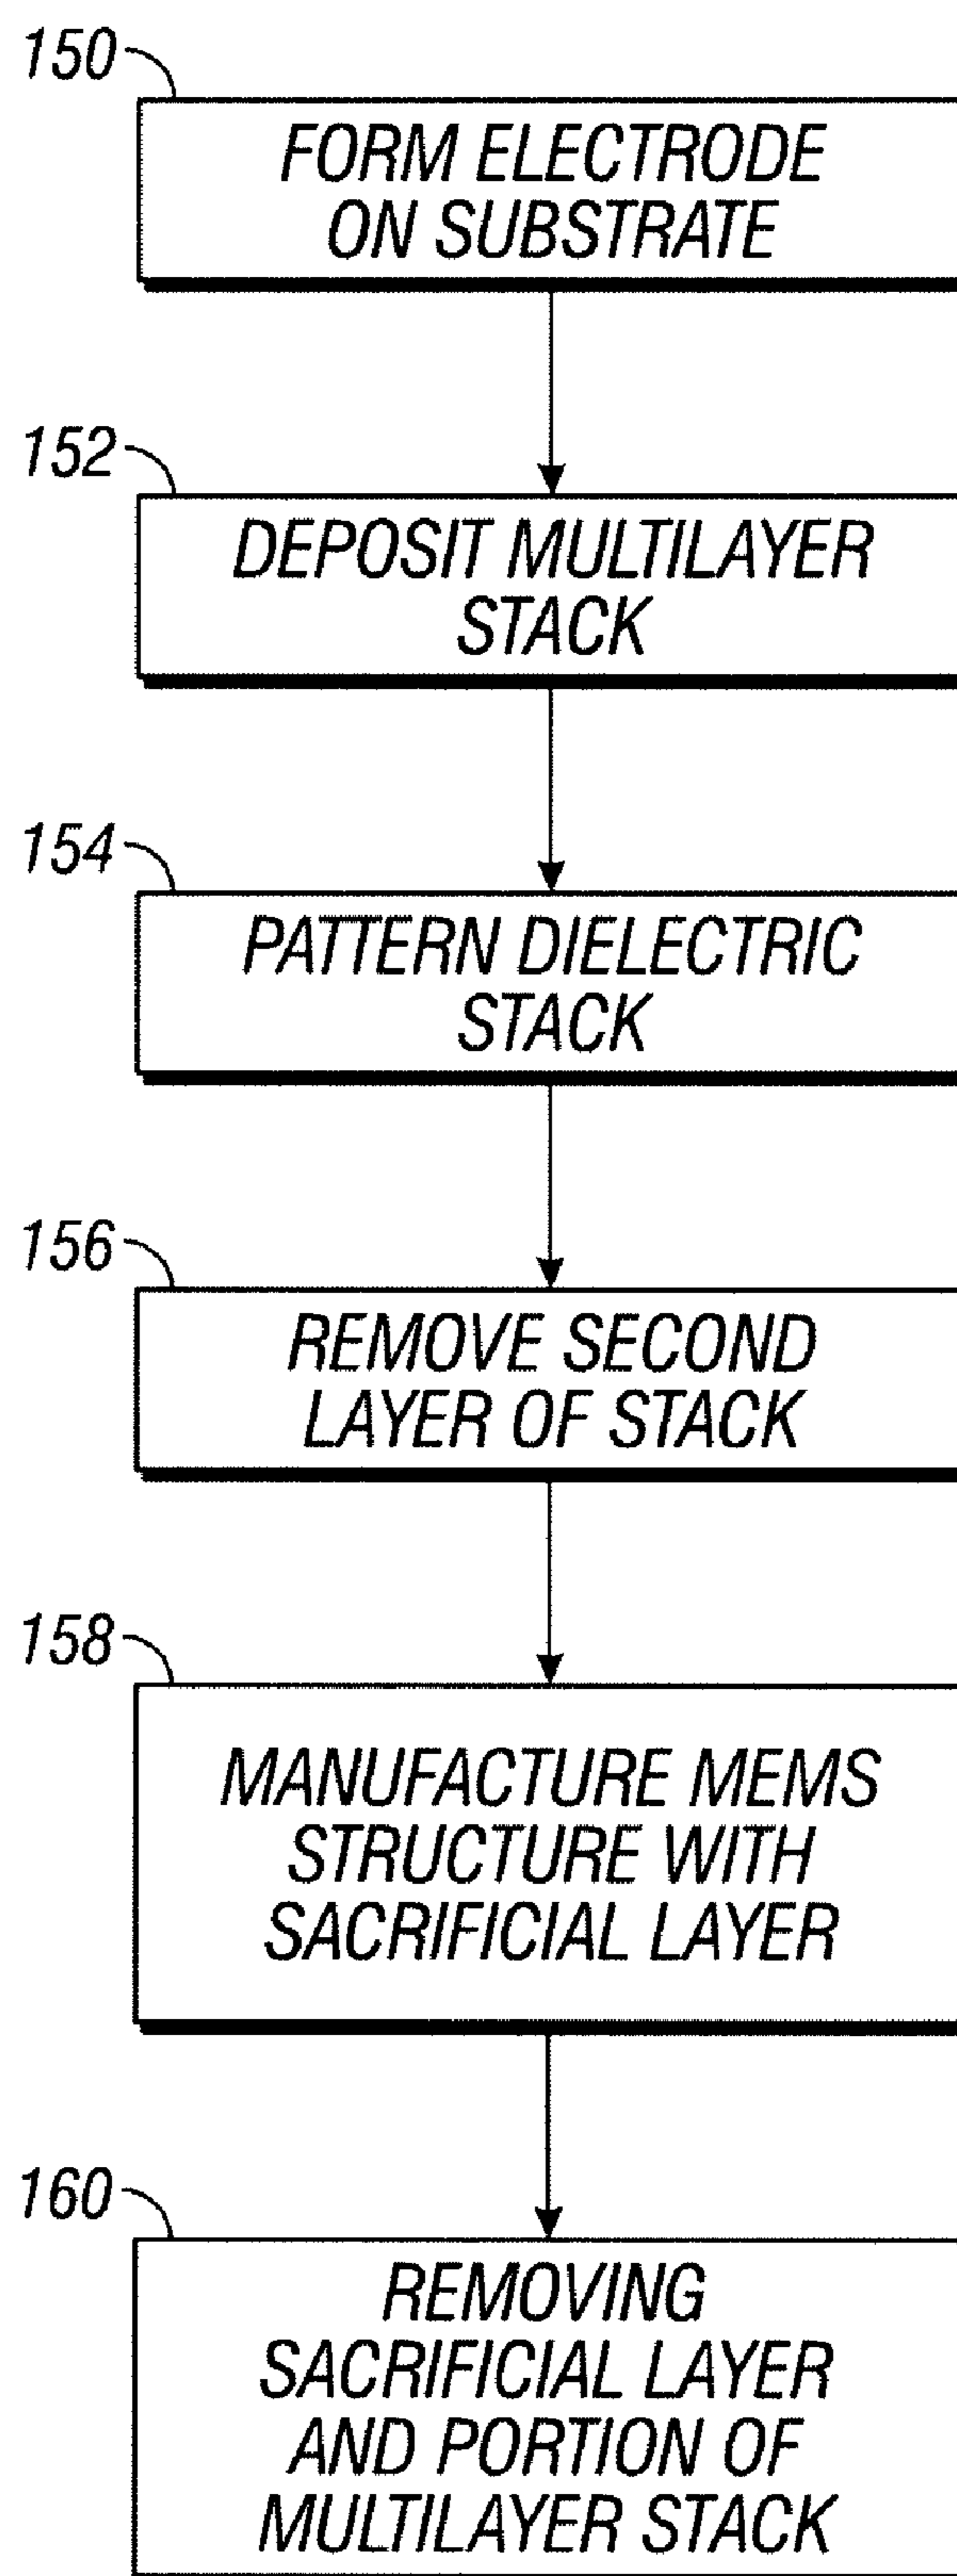 150
FORM ELECTRODE
ON SUBSTRATE
152
DEPOSIT MULTILAYER
STACK
154
PATTERN DIELECTRIC
STACK
156
REMOVE SECOND
LAYER OF STACK
158
MANUFACTURE MEMS
STRUCTURE WITH
SACRIFICIAL LAYER
160
REMOVING
SACRIFICIAL LAYER
AND PORTION OF
MULTILAYER STACK